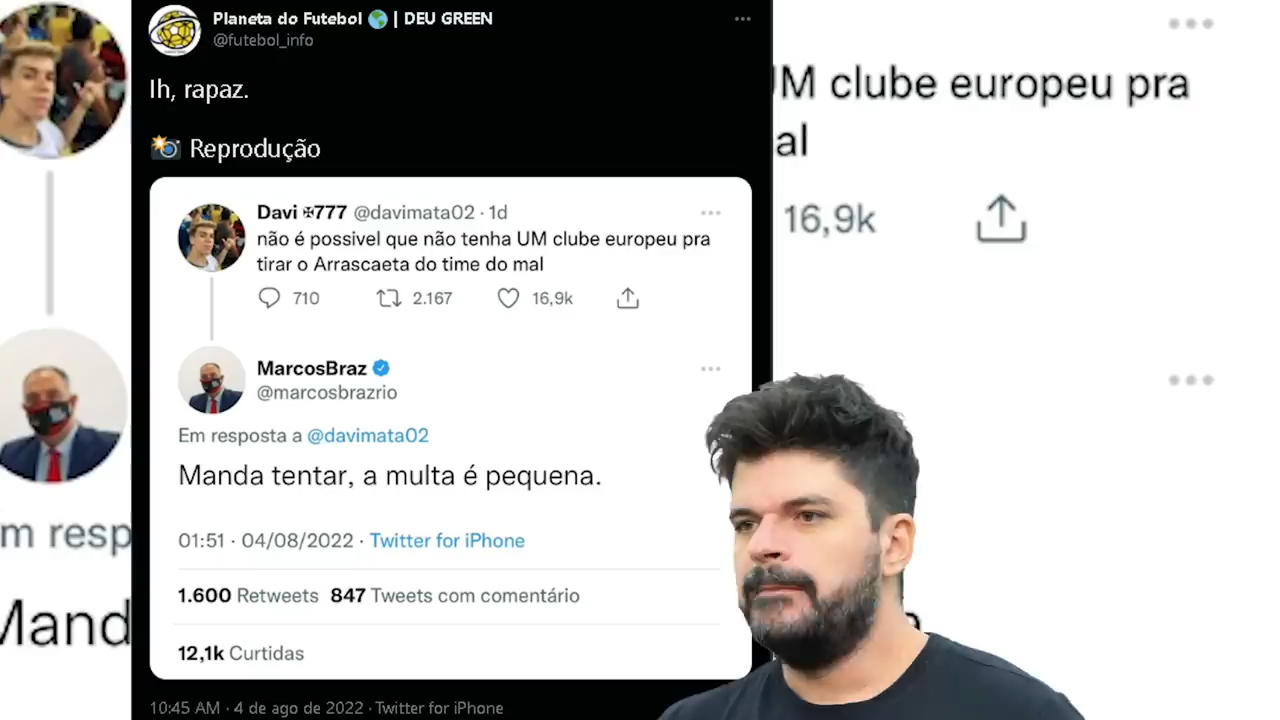 Planeta do Futebol 🌎 | DEU GREEN
@futebol_info
Ih, rapaz.
📸 Reprodução
Davi ✠777 @davimata02 · 1d
não é possivel que não tenha UM clube europeu pra
tirar o Arrascaeta do time do mal
710 2.167 16,9k
MarcosBraz
@marcosbrazrio
Em resposta a @davimata02
Manda tentar, a multa é pequena.
01:51 · 04/08/2022 · Twitter for iPhone
1.600 Retweets 847 Tweets com comentário
12,1k Curtidas
10:45 AM · 4 de ago de 2022 · Twitter for iPhone
UM clube europeu pra
al
16,9k
m resp
Mand